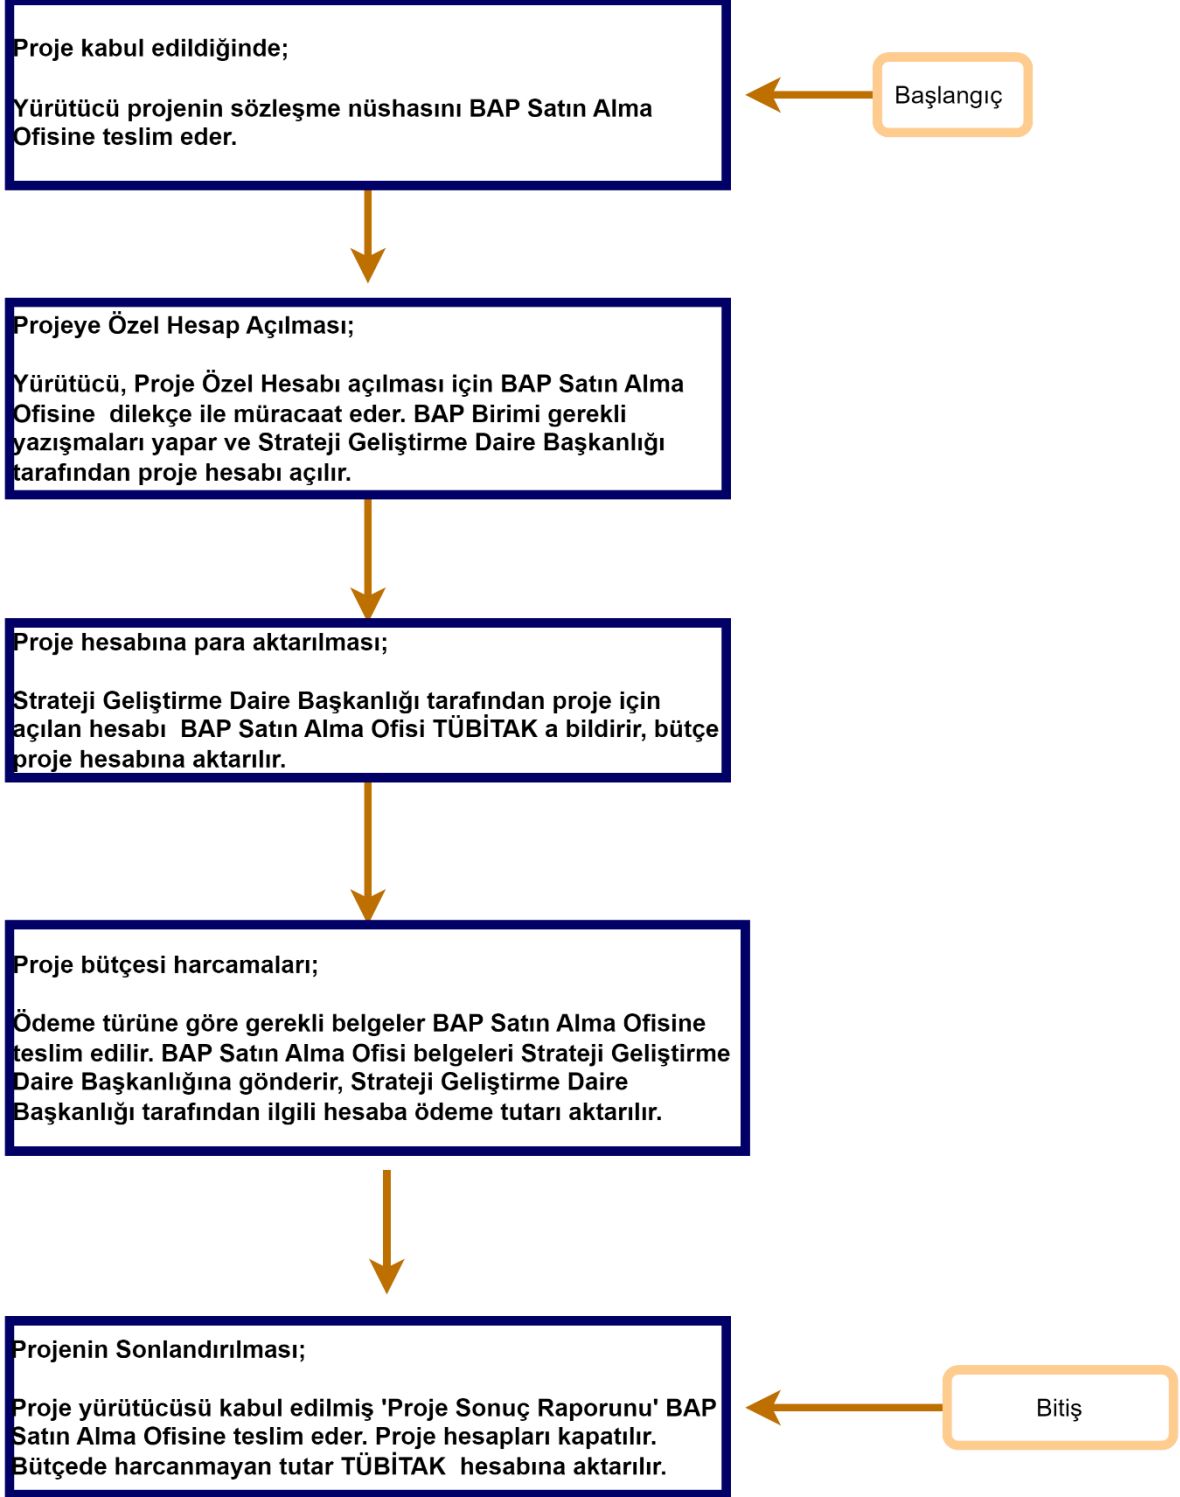 Proje kabul edildiğinde;
Başlangıç
Yürütücü projenin sözleşme nüshasını BAP Satın Alma
Ofisine teslim eder.
Projeye Özel Hesap Açılması;
Yürütücü, Proje Özel Hesabı açılması için BAP Satın Alma
Ofisine  dilekçe ile müracaat eder. BAP Birimi gerekli
yazışmaları yapar ve Strateji Geliştirme Daire Başkanlığı
tarafından proje hesabı açılır.
Proje hesabına para aktarılması;
Strateji Geliştirme Daire Başkanlığı tarafından proje için
açılan hesabı  BAP Satın Alma Ofisi TÜBİTAK a bildirir, bütçe
proje hesabına aktarılır.
Proje bütçesi harcamaları;
Ödeme türüne göre gerekli belgeler BAP Satın Alma Ofisine
teslim edilir. BAP Satın Alma Ofisi belgeleri Strateji Geliştirme
Daire Başkanlığına gönderir, Strateji Geliştirme Daire
Başkanlığı tarafından ilgili hesaba ödeme tutarı aktarılır.
Projenin Sonlandırılması;
Proje yürütücüsü kabul edilmiş 'Proje Sonuç Raporunu' BAP
Satın Alma Ofisine teslim eder. Proje hesapları kapatılır.
Bütçede harcanmayan tutar TÜBİTAK  hesabına aktarılır.
Bitiş